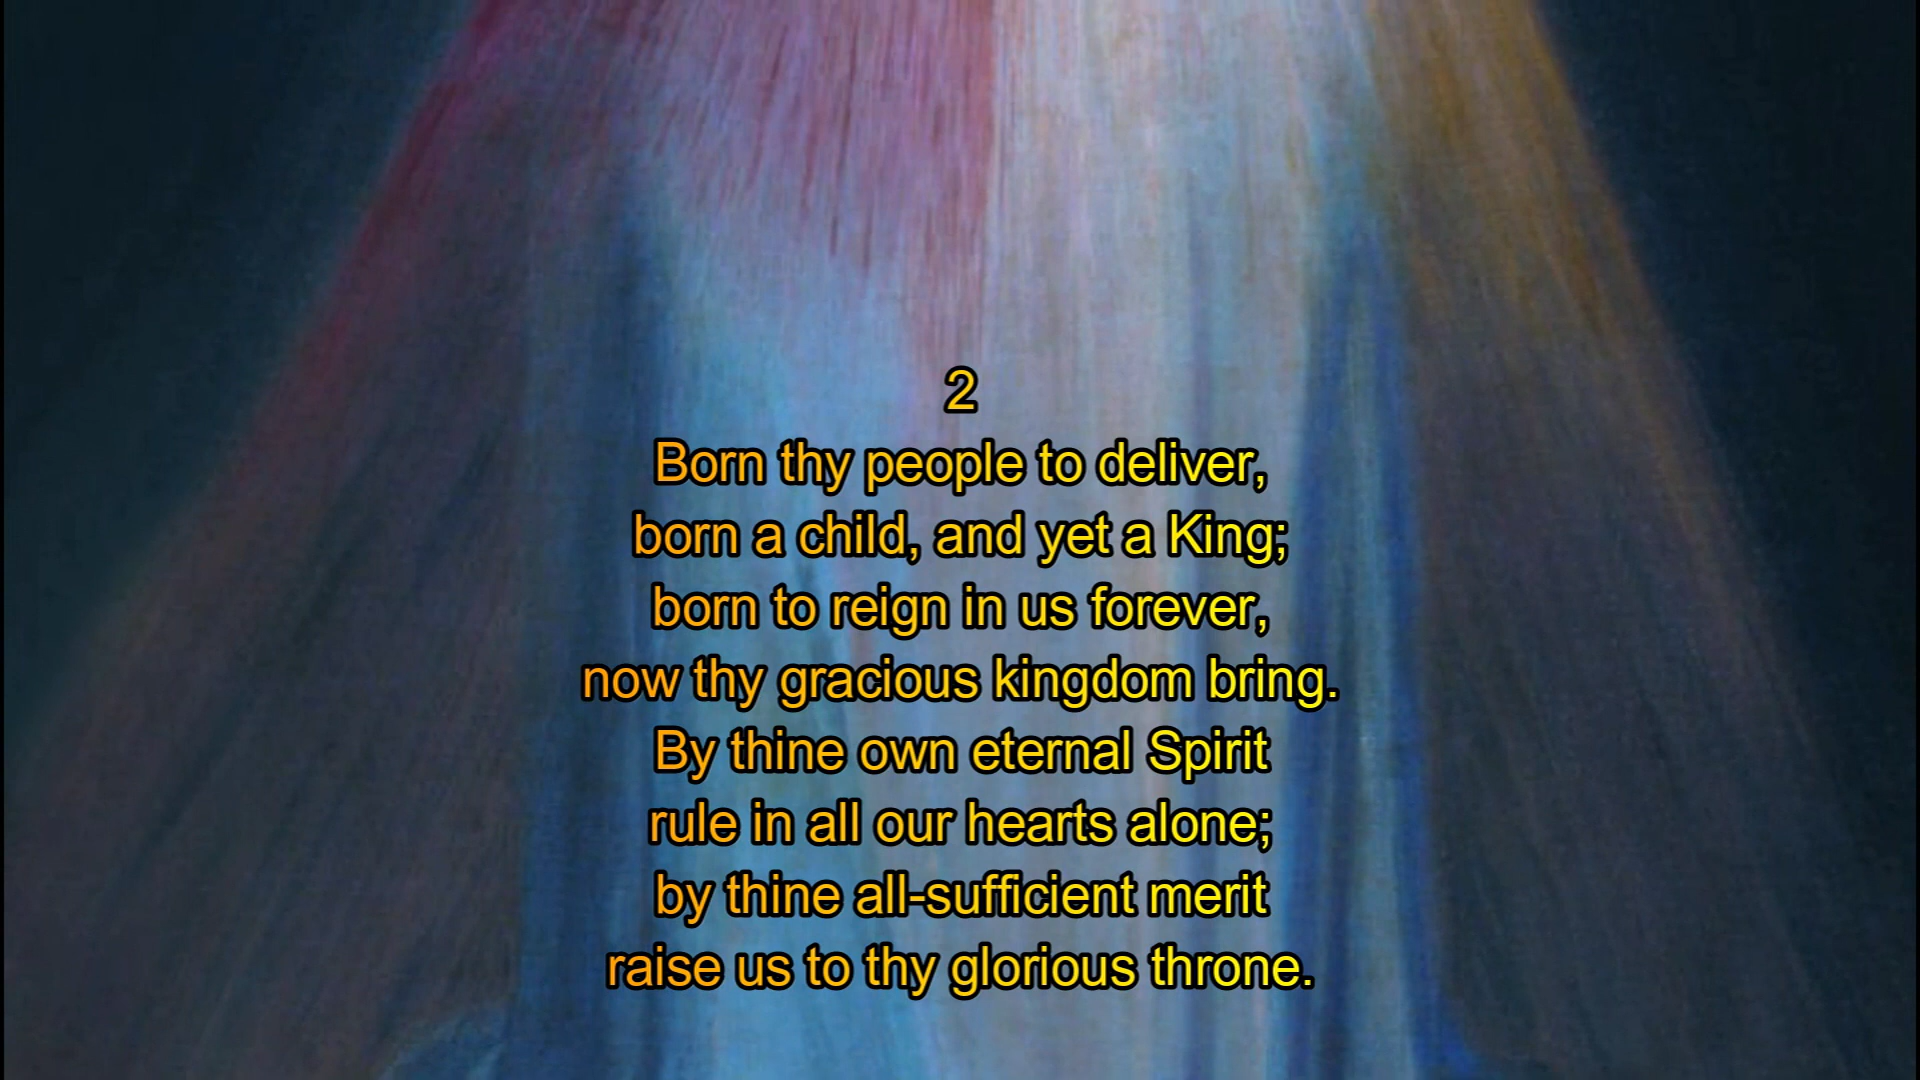 2
Born thy people to deliver,
born a child, and yet a King;
born to reign in us forever,
now thy gracious kingdom bring.
By thine own eternal Spirit
rule in all our hearts alone;
by thine all-sufficient merit
raise us to thy glorious throne.